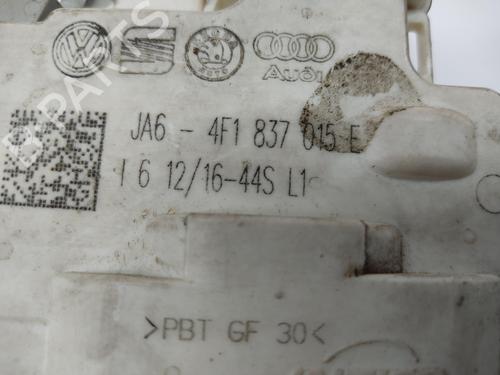 Audi
JA6 - 4F1 837 015 E
I 6 12/16-44S L1
>PBT GF 30<
B-PARTS